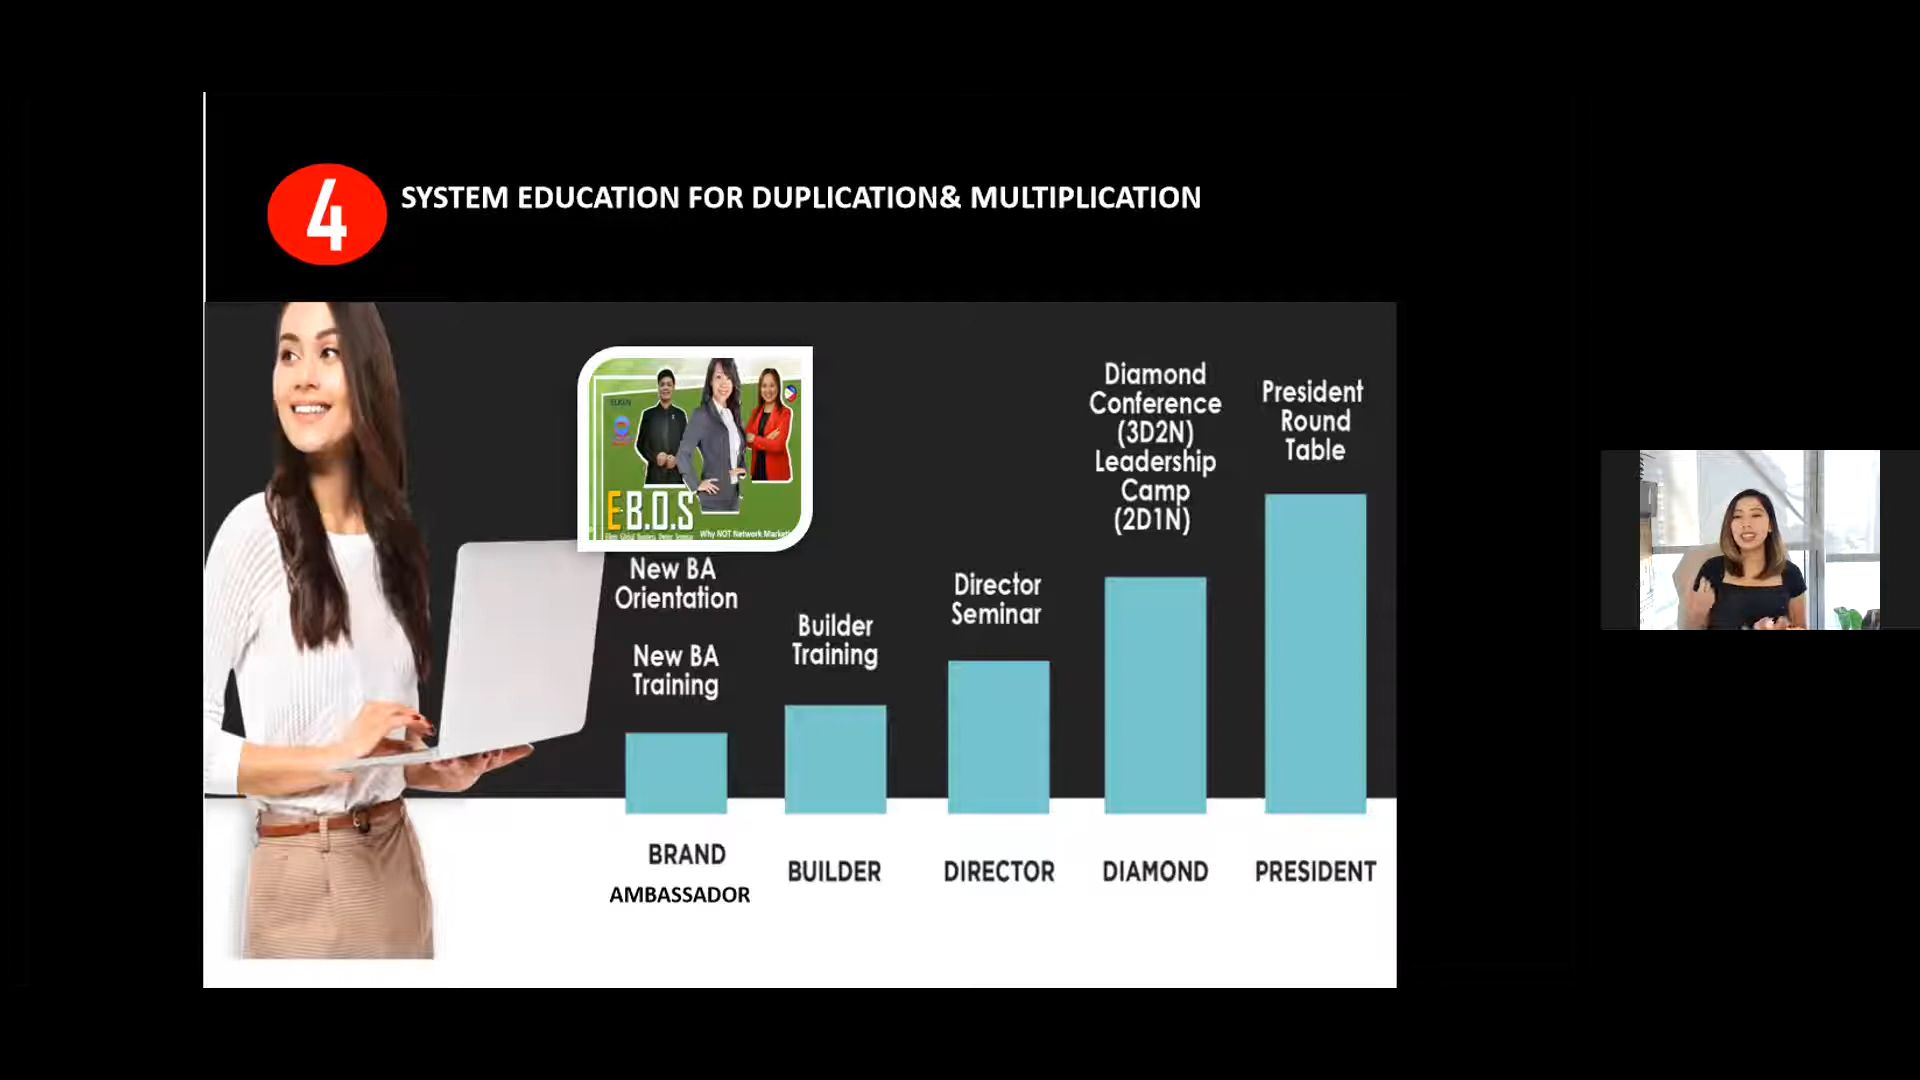 4
SYSTEM EDUCATION FOR DUPLICATION& MULTIPLICATION
E.B.O.S
Why NOT Network
New BA
Orientation
New BA
Training
Builder
Training
Director
Seminar
Diamond
Conference
(3D2N)
Leadership
Camp
(2D1N)
President
Round
Table
BRAND
AMBASSADOR
BUILDER
DIRECTOR
DIAMOND
PRESIDENT